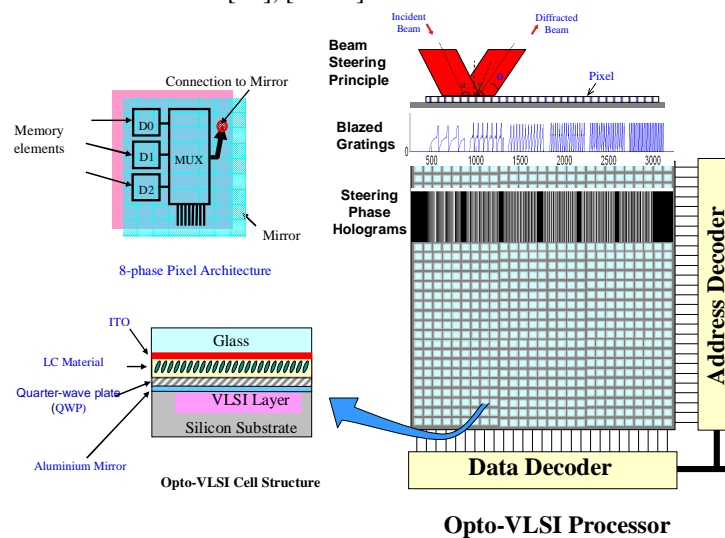 Incident
Beam
Diffracted
Beam
Beam
Steering
Principle
Pixel
Connection to Mirror
Memory
elements
D0
D1
D2
MUX
Mirror
8-phase Pixel Architecture
Blazed
Gratings
0
500 1000 1500 2000 2500 3000
Steering
Phase
Holograms
Address Decoder
ITO
LC Material
Quarter-wave plate
(QWP)
Aluminium Mirror
Glass
VLSI Layer
Silicon Substrate
Opto-VLSI Cell Structure
Data Decoder
Opto-VLSI Processor